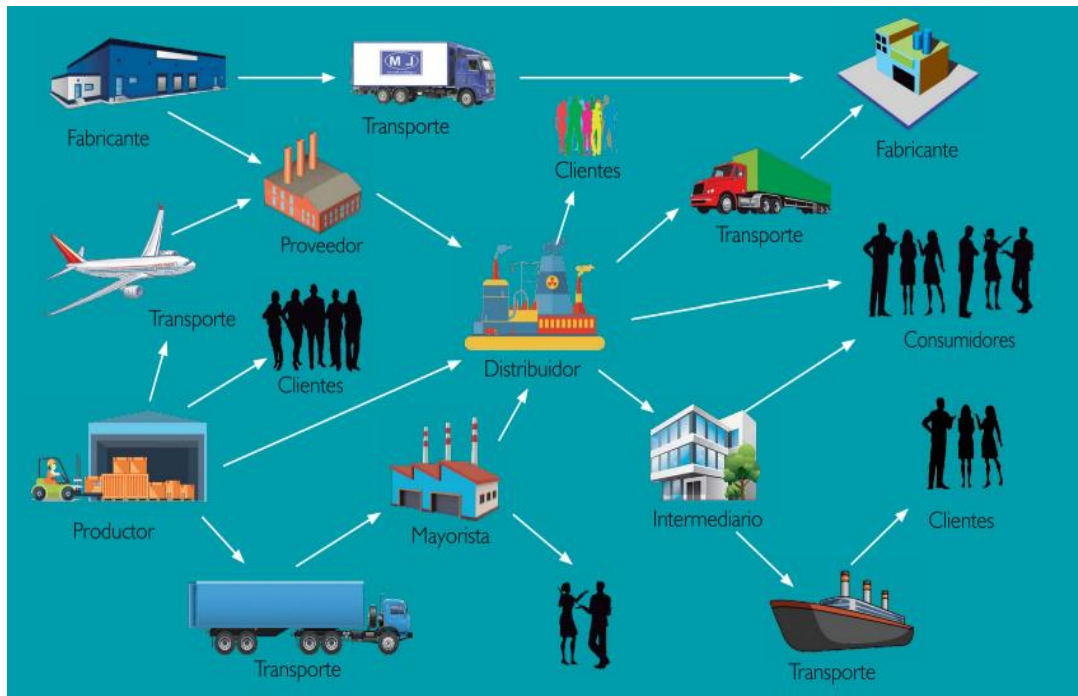 M J
Fabricante
Transporte
Clientes
Fabricante
Proveedor
Transporte
Transporte
Clientes
Distribuidor
Consumidores
Productor
Mayorista
Intermediario
Clientes
Transporte
Transporte